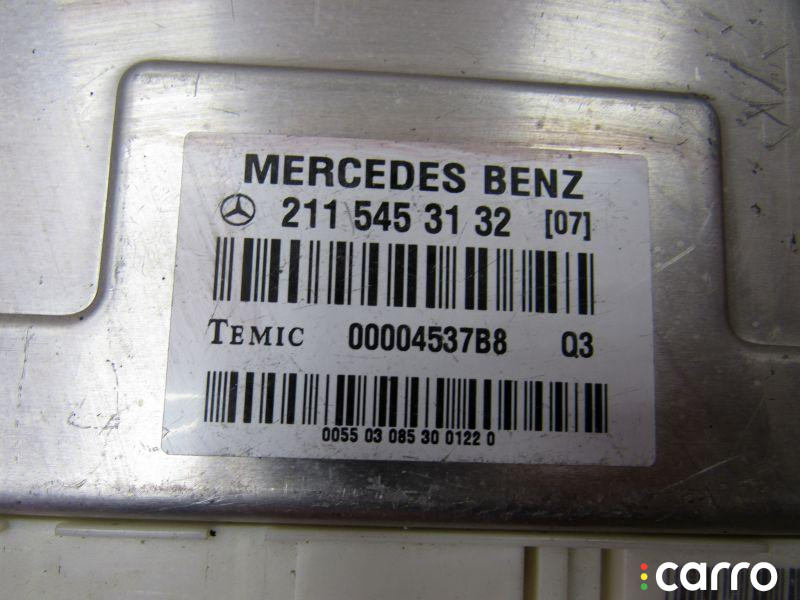 MERCEDES BENZ
211 545 31 32 [07]
TEMIC 00004537B8 Q3
0055 03 085 30 0122 0
carro